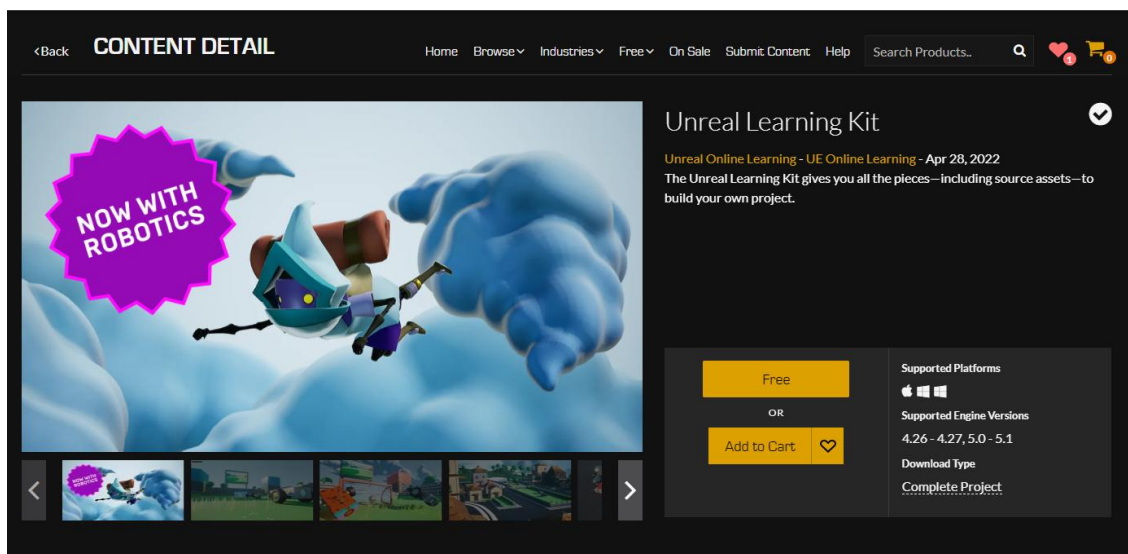 Back
CONTENT DETAIL
Home Browse Industries Free On Sale Submit Content Help
Search Products..
1
0
NOW WITH
ROBOTICS
Unreal Learning Kit
Unreal Online Learning - UE Online Learning - Apr 28, 2022
The Unreal Learning Kit gives you all the pieces—including source assets—to
build your own project.
Free
OR
Add to Cart
Supported Platforms
Supported Engine Versions
4.26 - 4.27, 5.0 - 5.1
Download Type
Complete Project
NOW WITH
ROBOTICS